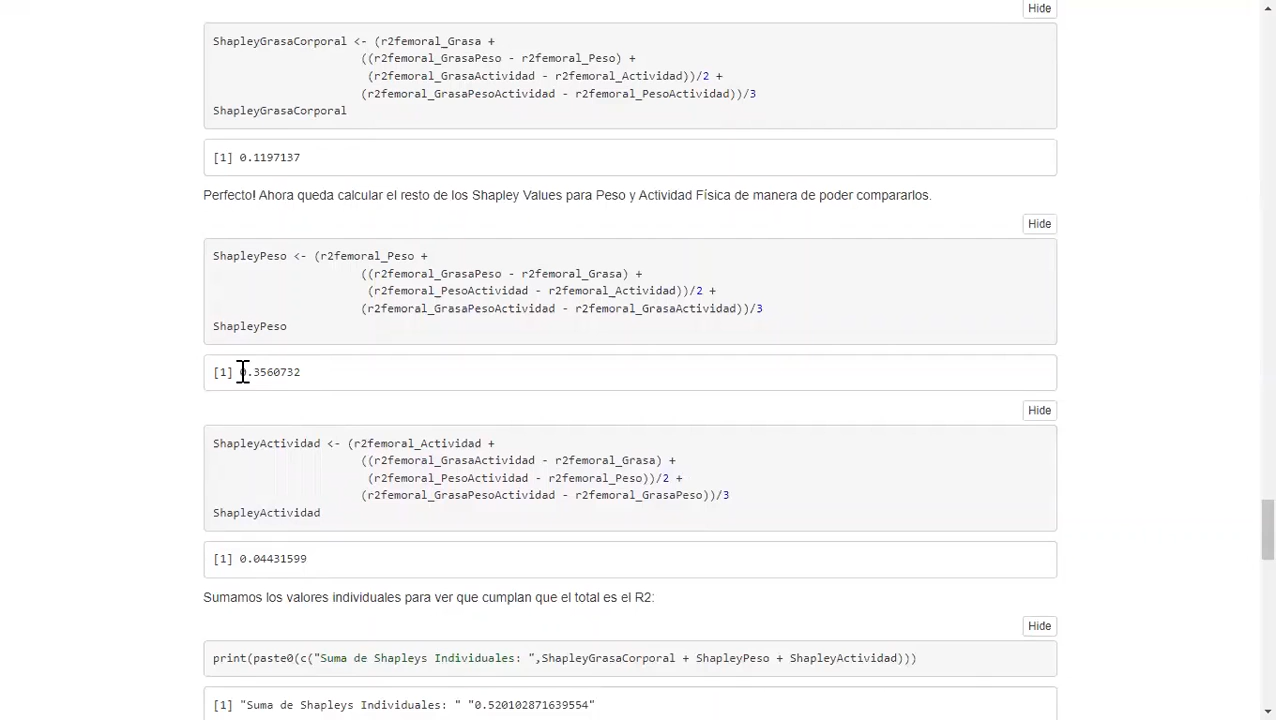 Hide
ShapleyGrasaCorporal <- (r2femoral_Grasa +
((r2femoral_GrasaPeso - r2femoral_Peso) +
(r2femoral_GrasaActividad - r2femoral_Actividad))/2 +
(r2femoral_GrasaPesoActividad - r2femoral_PesoActividad))/3
ShapleyGrasaCorporal
[1] 0.1197137
Perfecto! Ahora queda calcular el resto de los Shapley Values para Peso y Actividad Física de manera de poder compararlos.
Hide
ShapleyPeso <- (r2femoral_Peso +
((r2femoral_GrasaPeso - r2femoral_Grasa) +
(r2femoral_PesoActividad - r2femoral_Actividad))/2 +
(r2femoral_GrasaPesoActividad - r2femoral_GrasaActividad))/3
ShapleyPeso
[1] 0.3560732
Hide
ShapleyActividad <- (r2femoral_Actividad +
((r2femoral_GrasaActividad - r2femoral_Grasa) +
(r2femoral_PesoActividad - r2femoral_Peso))/2 +
(r2femoral_GrasaPesoActividad - r2femoral_GrasaPeso))/3
ShapleyActividad
[1] 0.04431599
Sumamos los valores individuales para ver que cumplan que el total es el R2:
Hide
print(paste0(c("Suma de Shapleys Individuales: ",ShapleyGrasaCorporal + ShapleyPeso + ShapleyActividad)))
[1] "Suma de Shapleys Individuales: " "0.520102871639554"